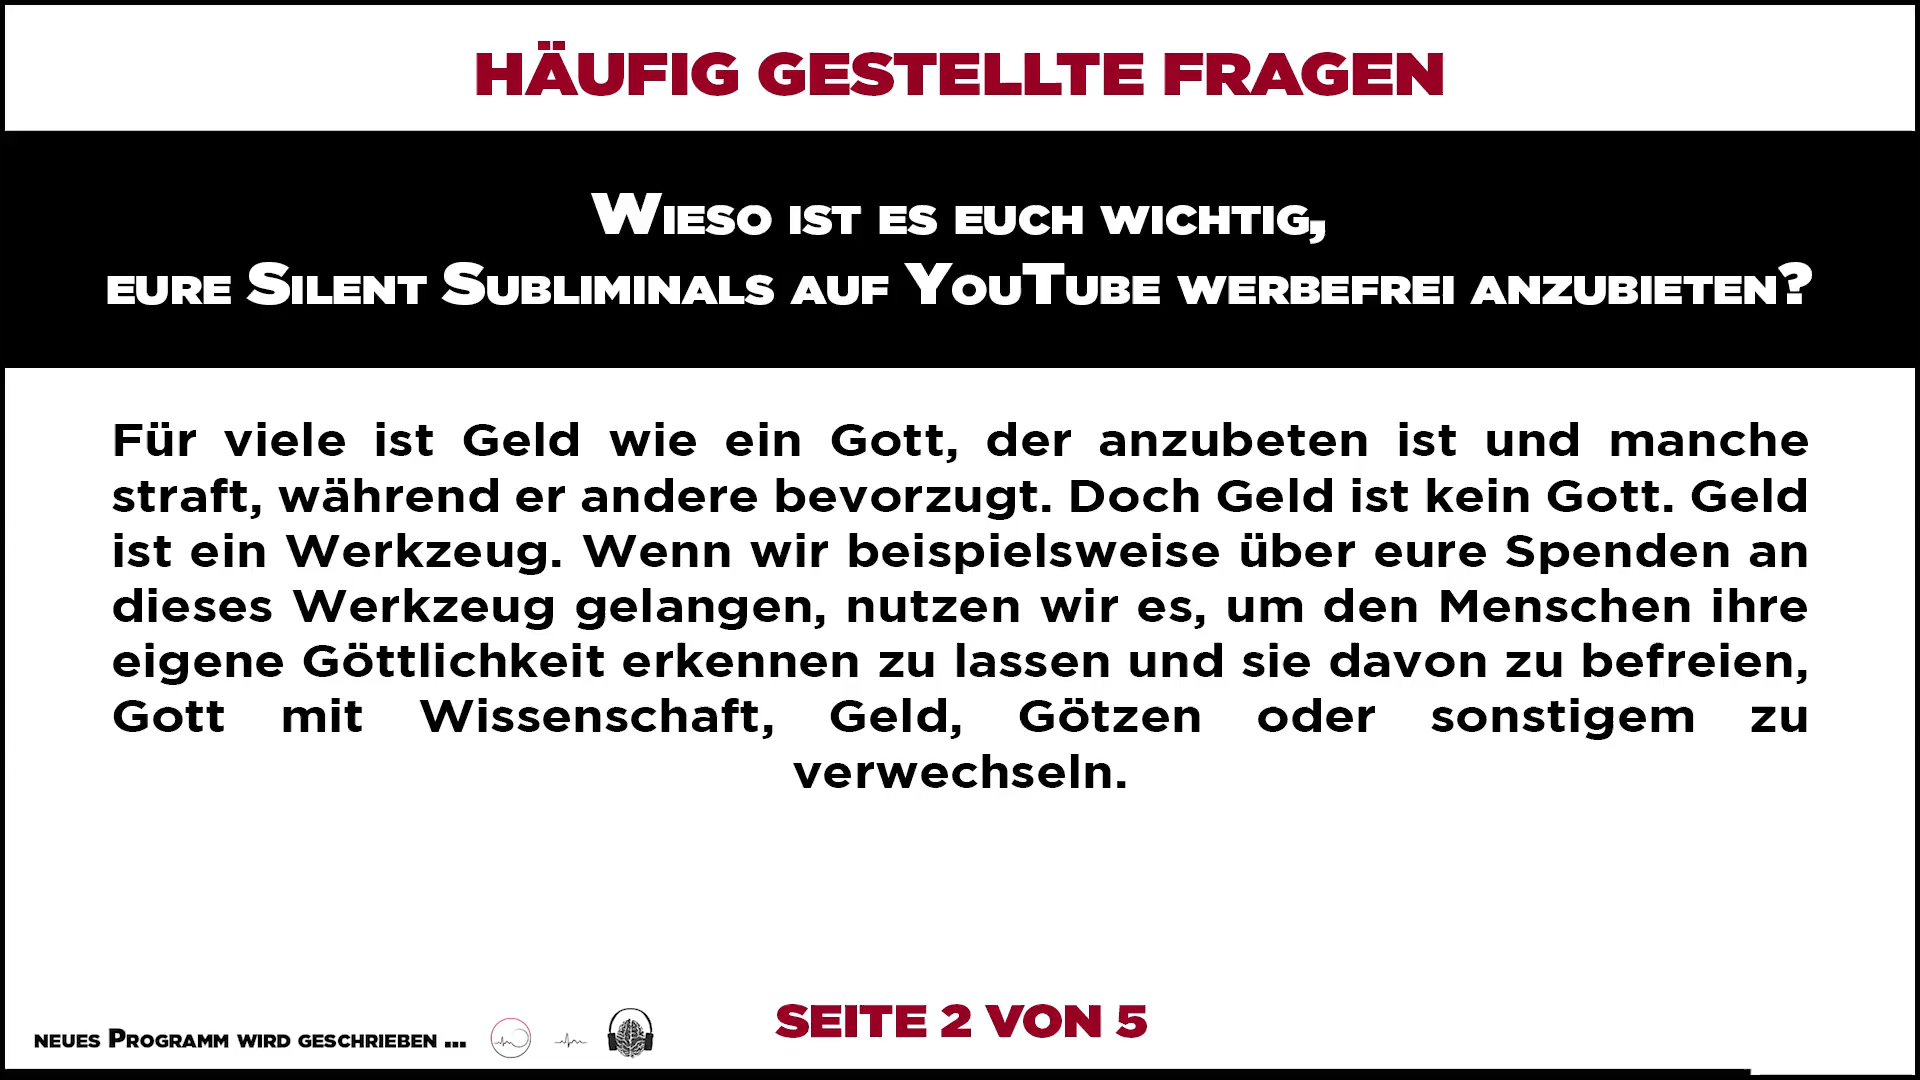 HÄUFIG GESTELLTE FRAGEN
Wieso ist es euch wichtig,
eure Silent Subliminals auf YouTube werbefrei anzubieten?
Für viele ist Geld wie ein Gott, der anzubeten ist und manche
straft, während er andere bevorzugt. Doch Geld ist kein Gott. Geld
ist ein Werkzeug. Wenn wir beispielsweise über eure Spenden an
dieses Werkzeug gelangen, nutzen wir es, um den Menschen ihre
eigene Göttlichkeit erkennen zu lassen und sie davon zu befreien,
Gott mit Wissenschaft, Geld, Götzen oder sonstigem zu
verwechseln.
SEITE 2 VON 5
neues Programm wird geschrieben ...